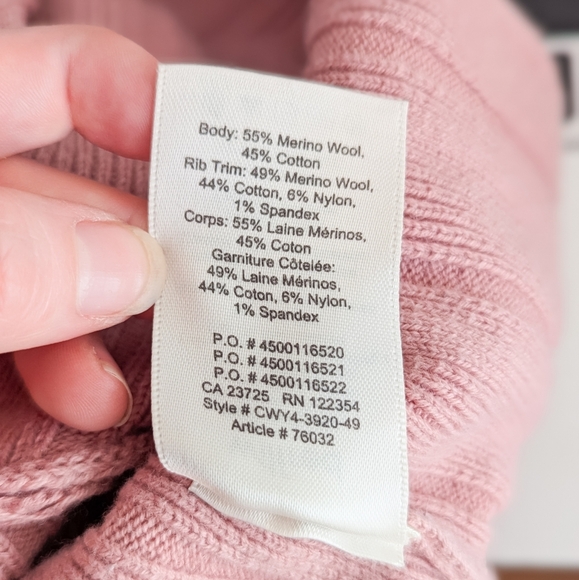 Body: 55% Merino Wool,
45% Cotton
Rib Trim: 49% Merino Wool,
44% Cotton, 6% Nylon,
1% Spandex
Corps: 55% Laine Mérinos,
45% Coton
Garniture Côtelée:
49% Laine Mérinos,
44% Coton, 6% Nylon,
1% Spandex
P.O. # 4500116520
P.O. # 4500116521
P.O. # 4500116522
CA 23725 RN 122354
Style # CWY4-3920-49
Article # 76032